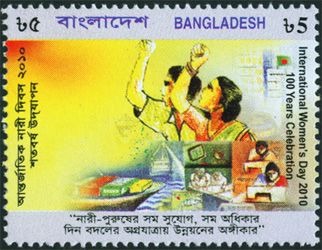 ৳৫ বাংলাদেশ BANGLADESH ৳5
আন্তর্জাতিক নারী দিবস ২০১০
শতবর্ষ উদ্‌যাপন
International Women's Day 2010
100 Years Celebration
"নারী-পুরুষের সম সুযোগ, সম অধিকার
দিন বদলের অগ্রযাত্রায় উন্নয়নের অঙ্গীকার"